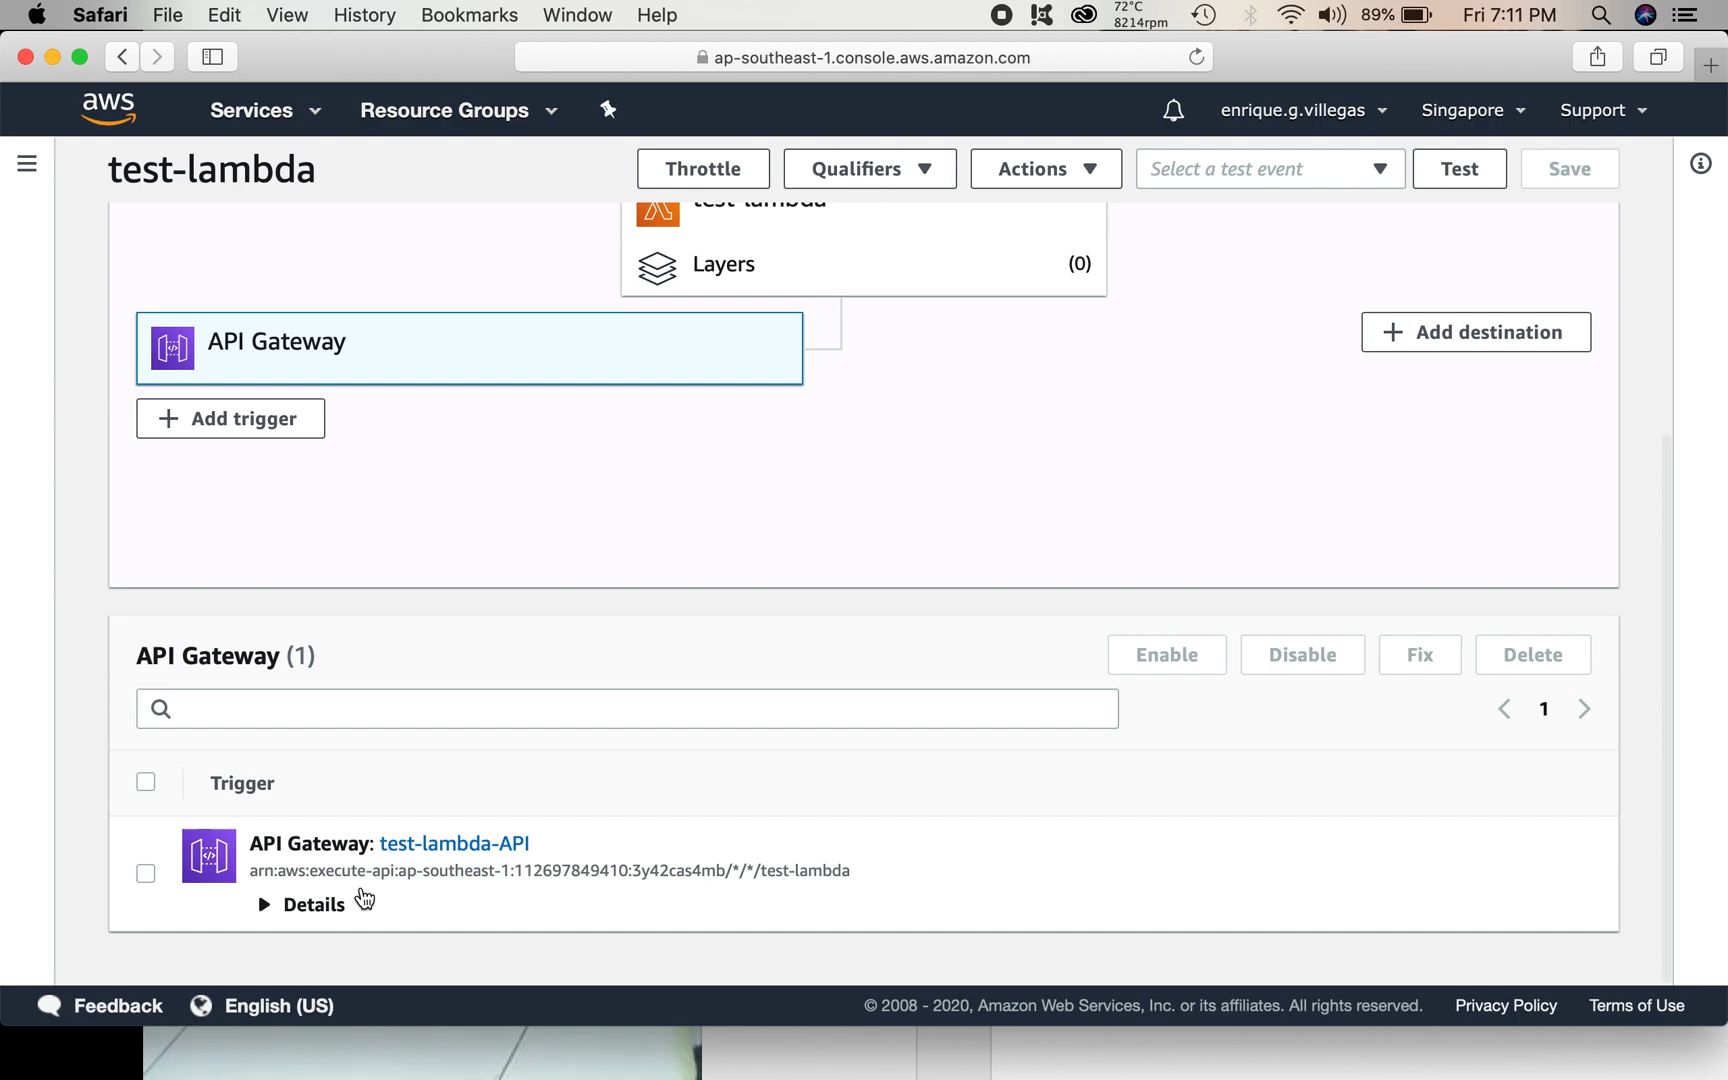 Safari File Edit View History Bookmarks Window Help 72°C 8214rpm 89% Fri 7:11 PM
ap-southeast-1.console.aws.amazon.com
aws Services Resource Groups enrique.g.villegas Singapore Support
test-lambda Throttle Qualifiers Actions Select a test event Test Save
test-lambda
Layers (0)
API Gateway
+ Add destination
+ Add trigger
API Gateway (1) Enable Disable Fix Delete
1
Trigger
API Gateway: test-lambda-API
arn:aws:execute-api:ap-southeast-1:112697849410:3y42cas4mb/*/*/test-lambda
Details
Feedback English (US) © 2008 - 2020, Amazon Web Services, Inc. or its affiliates. All rights reserved. Privacy Policy Terms of Use